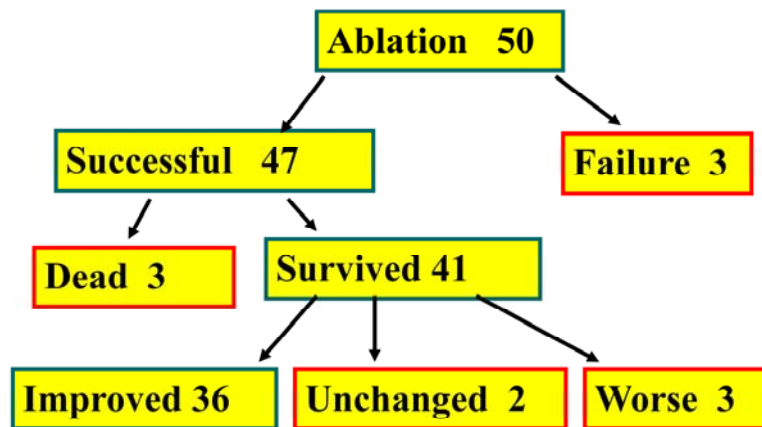 Ablation 50
Successful 47
Failure 3
Dead 3
Survived 41
Improved 36
Unchanged 2
Worse 3